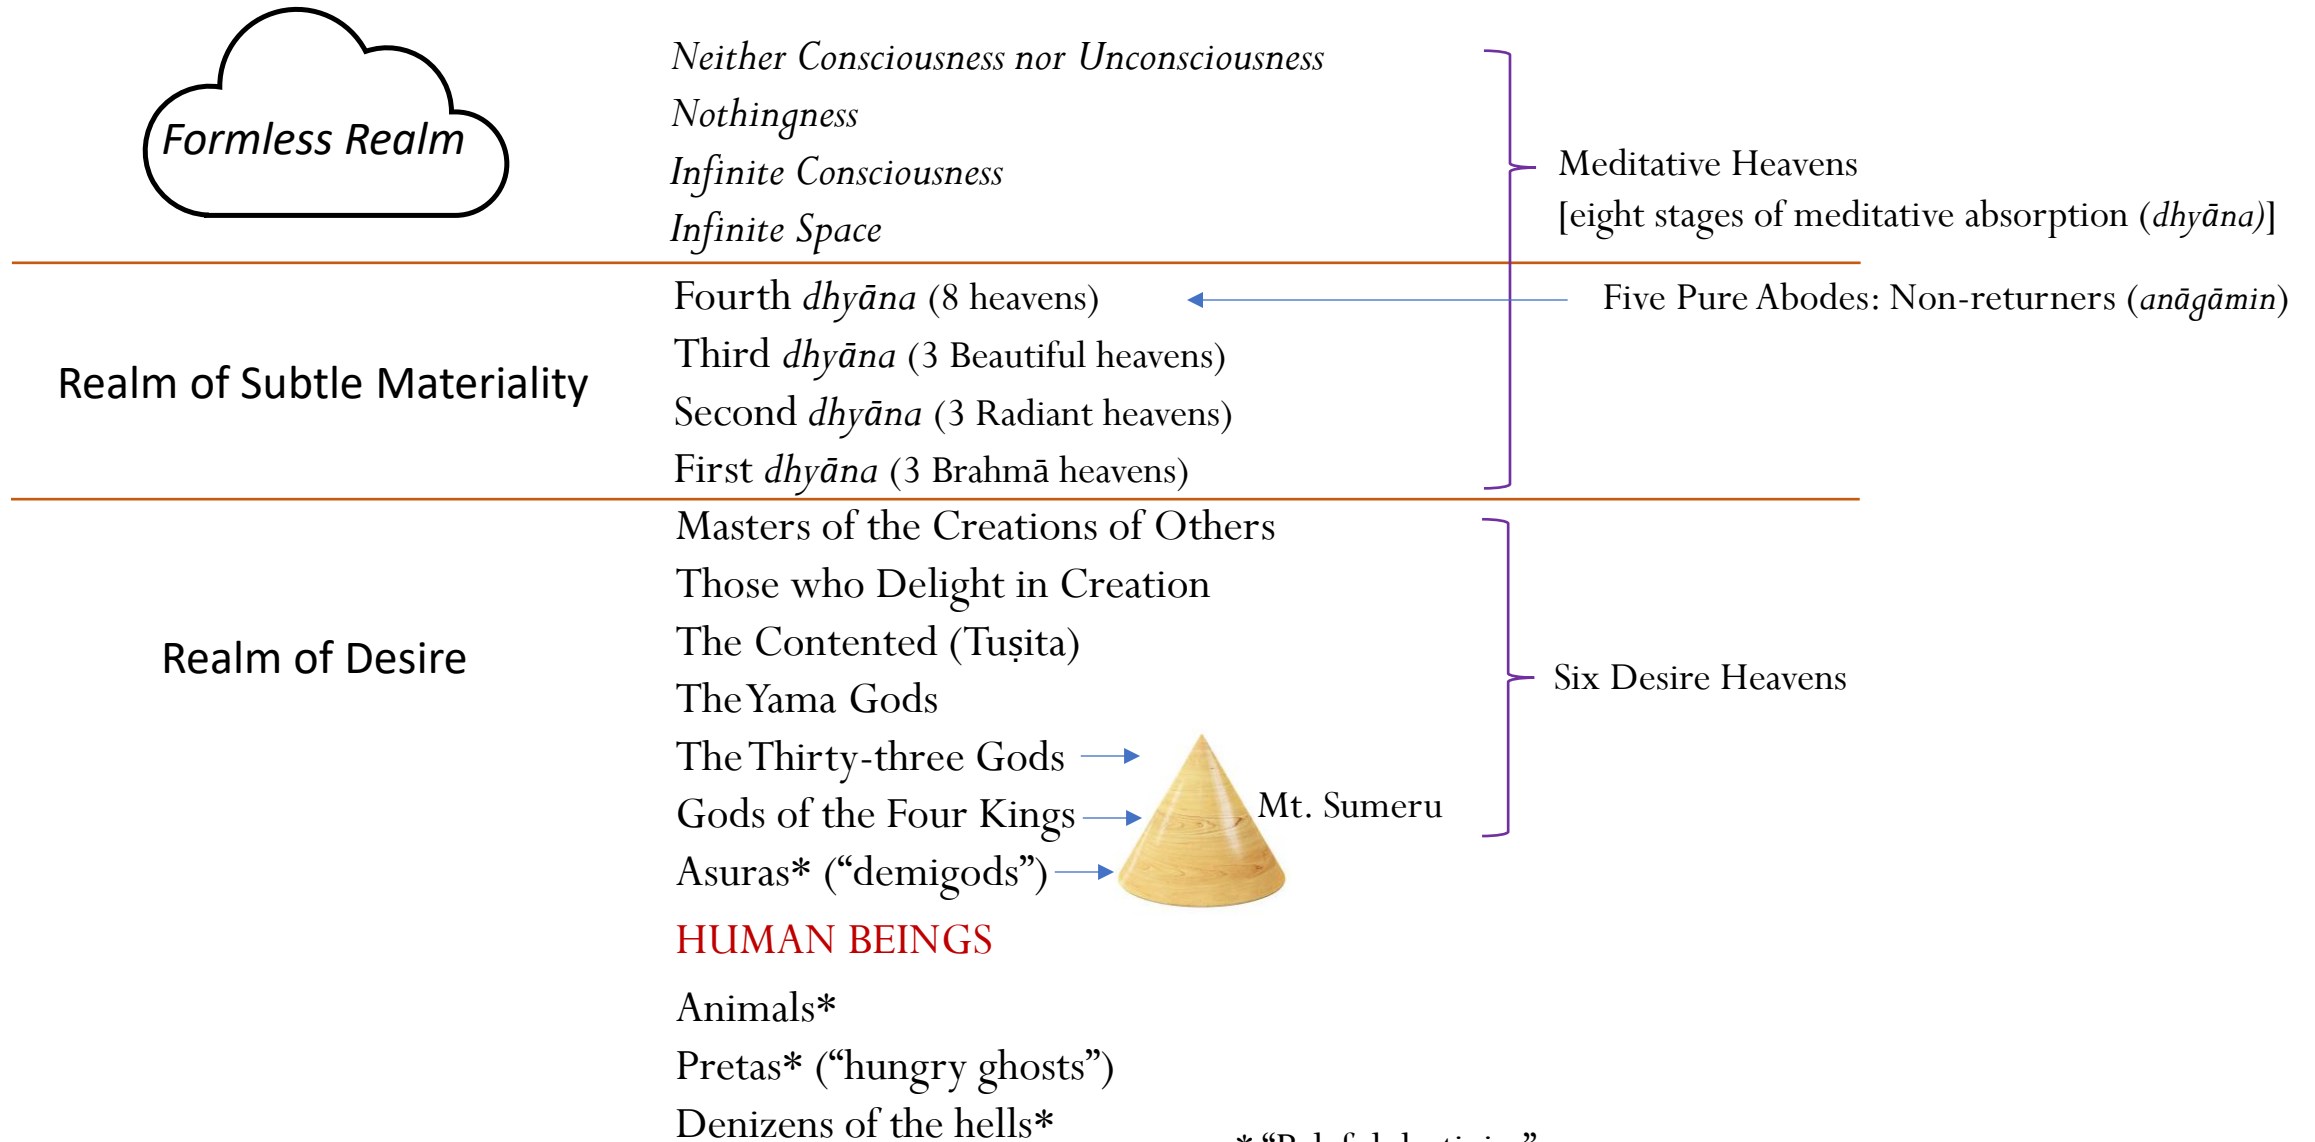 Formless Realm
Neither Consciousness nor Unconsciousness
Nothingness
Infinite Consciousness
Infinite Space
Meditative Heavens
[eight stages of meditative absorption (dhyāna)]
Realm of Subtle Materiality
Fourth dhyāna (8 heavens)
Five Pure Abodes: Non-returners (anāgāmin)
Third dhyāna (3 Beautiful heavens)
Second dhyāna (3 Radiant heavens)
First dhyāna (3 Brahmā heavens)
Realm of Desire
Masters of the Creations of Others
Those who Delight in Creation
The Contented (Tuṣita)
The Yama Gods
The Thirty-three Gods
Gods of the Four Kings
Asuras* (“demigods”)
Mt. Sumeru
Six Desire Heavens
HUMAN BEINGS
Animals*
Pretas* (“hungry ghosts”)
Denizens of the hells*